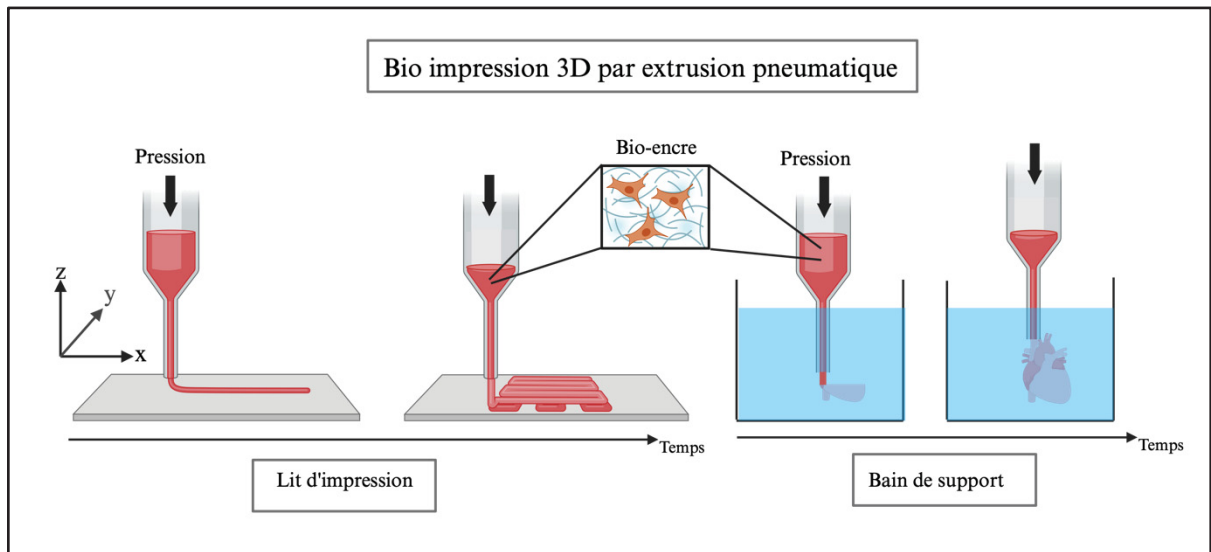 Bio impression 3D par extrusion pneumatique
Pression
Bio-encre
Pression
z
y
x
Temps
Temps
Lit d'impression
Bain de support